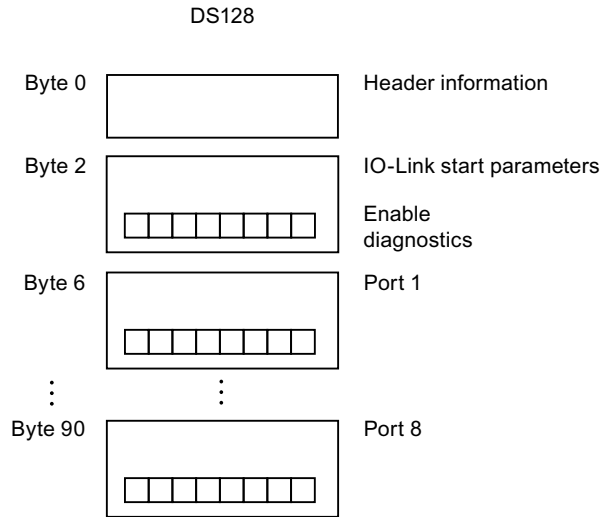 DS128
Byte 0
Header information
Byte 2
IO-Link start parameters
Enable
diagnostics
Byte 6
Port 1
Byte 90
Port 8